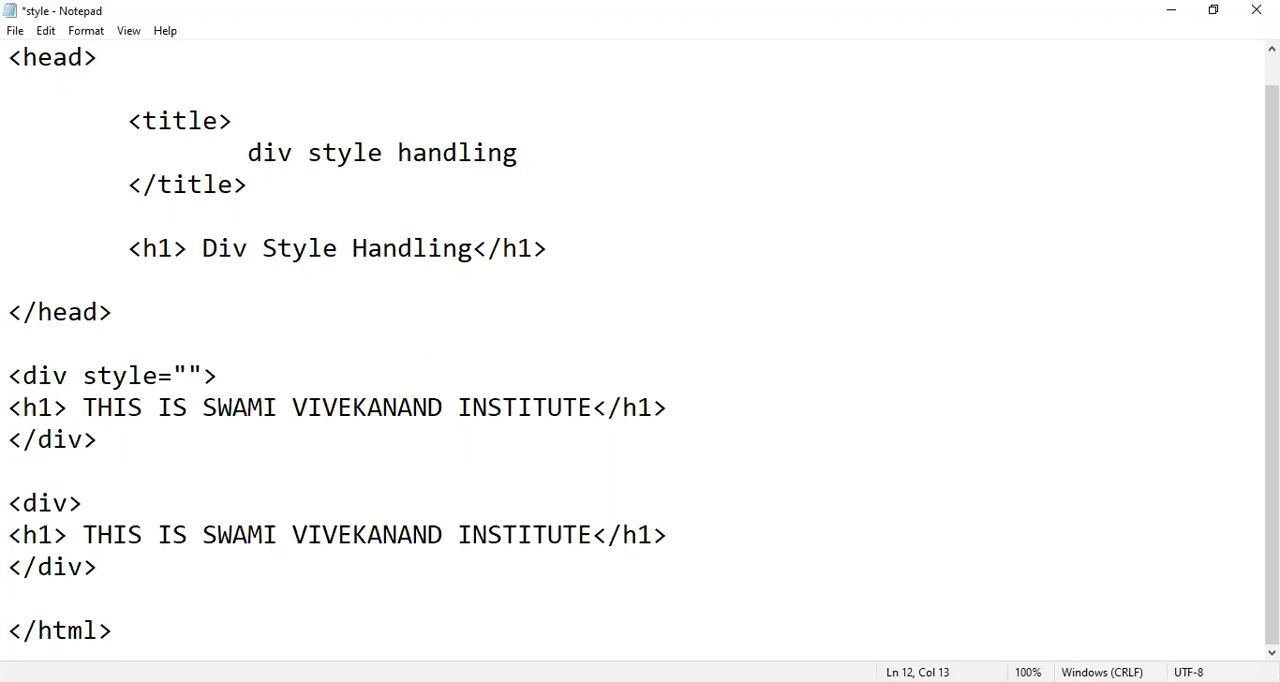 *style - Notepad
File Edit Format View Help
<head>
<title>
div style handling
</title>
<h1> Div Style Handling</h1>
</head>
<div style="">
<h1> THIS IS SWAMI VIVEKANAND INSTITUTE</h1>
</div>
<div>
<h1> THIS IS SWAMI VIVEKANAND INSTITUTE</h1>
</div>
</html>
Ln 12, Col 13 100% Windows (CRLF) UTF-8